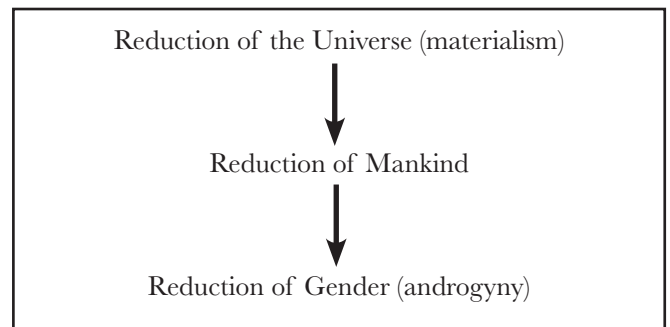 Reduction of the Universe (materialism)
Reduction of Mankind
Reduction of Gender (androgyny)